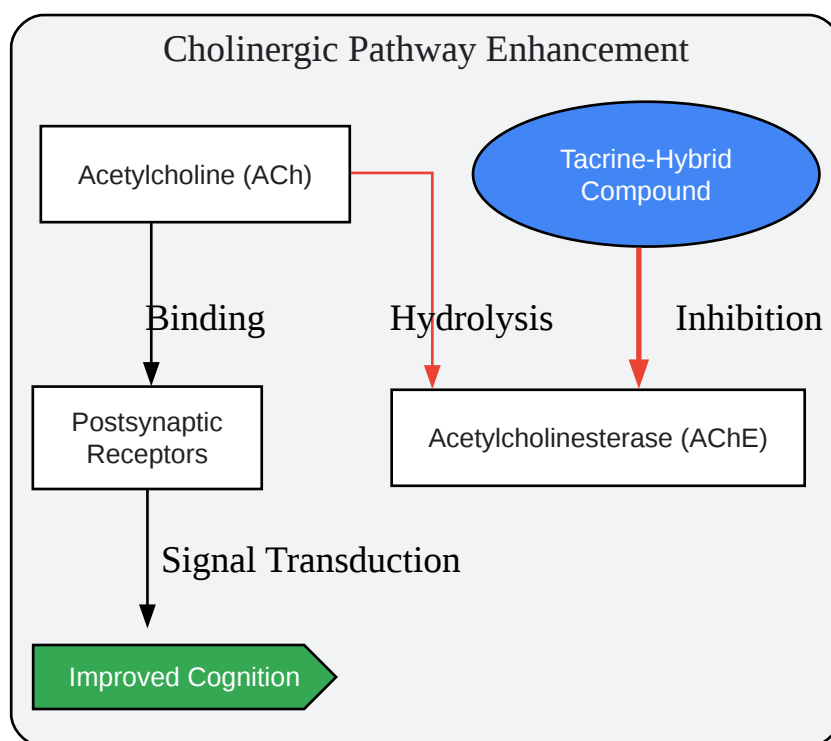 Cholinergic Pathway Enhancement
Acetylcholine (ACh)
Tacrine-Hybrid
Compound
Binding
Hydrolysis
Inhibition
Postsynaptic
Receptors
Acetylcholinesterase (AChE)
Signal Transduction
Improved Cognition